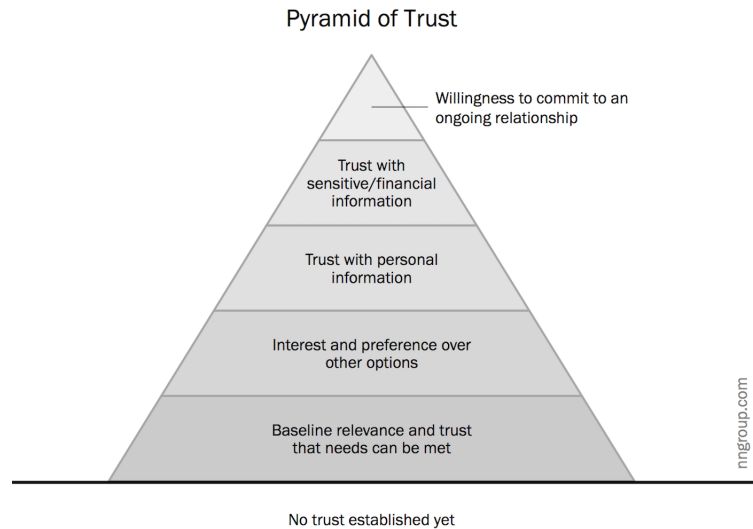 Pyramid of Trust
Willingness to commit to an
ongoing relationship
Trust with
sensitive/financial
information
Trust with personal
information
Interest and preference over
other options
Baseline relevance and trust
that needs can be met
nngroup.com
No trust established yet